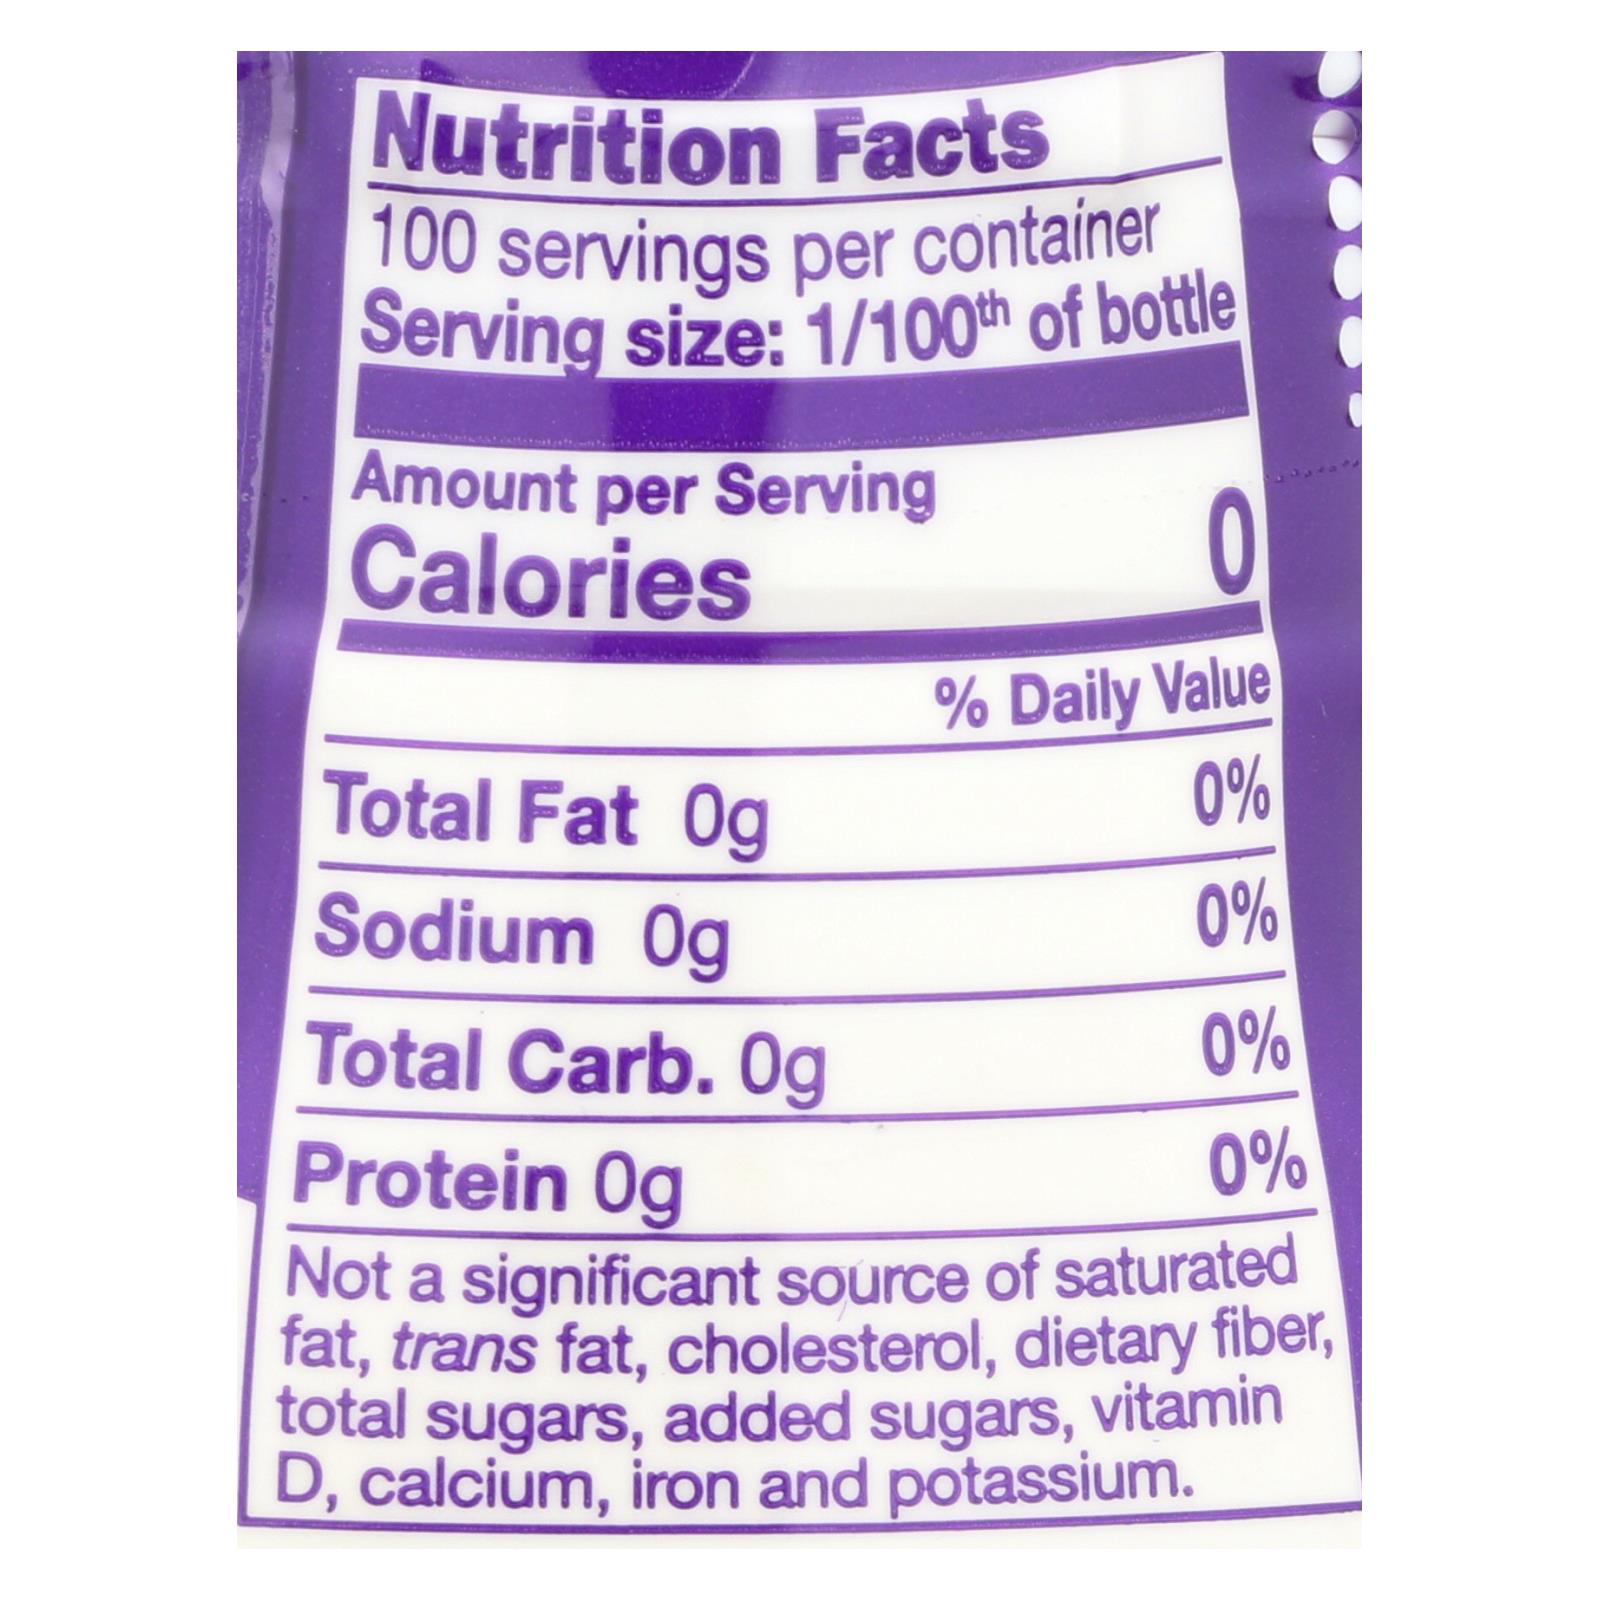 Nutrition Facts
100 servings per container
Serving size: 1/100th of bottle
Amount per Serving
Calories 0
% Daily Value
Total Fat 0g 0%
Sodium 0g 0%
Total Carb. 0g 0%
Protein 0g 0%
Not a significant source of saturated
fat, trans fat, cholesterol, dietary fiber,
total sugars, added sugars, vitamin
D, calcium, iron and potassium.